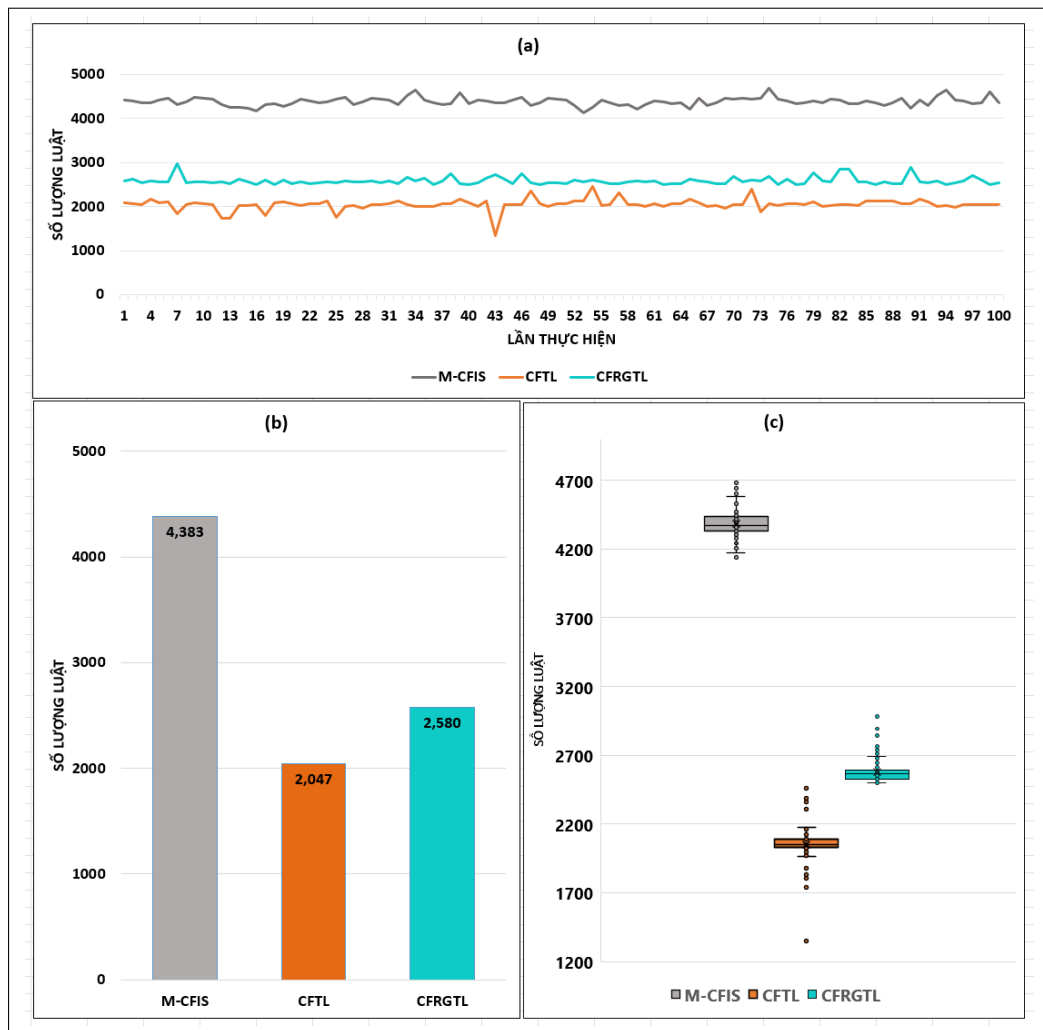 (a)
SỐ LƯỢNG LUẬT
5000
4000
3000
2000
1000
0
1 4 7 10 13 16 19 22 25 28 31 34 37 40 43 46 49 52 55 58 61 64 67 70 73 76 79 82 85 88 91 94 97 100
LẦN THỰC HIỆN
M-CFIS CFTL CFRGTL
(b)
SỐ LƯỢNG LUẬT
5000
4000
3000
2000
1000
0
4,383
2,047
2,580
M-CFIS CFTL CFRGTL
(c)
SỐ LƯỢNG LUẬT
4700
4200
3700
3200
2700
2200
1700
1200
M-CFIS CFTL CFRGTL